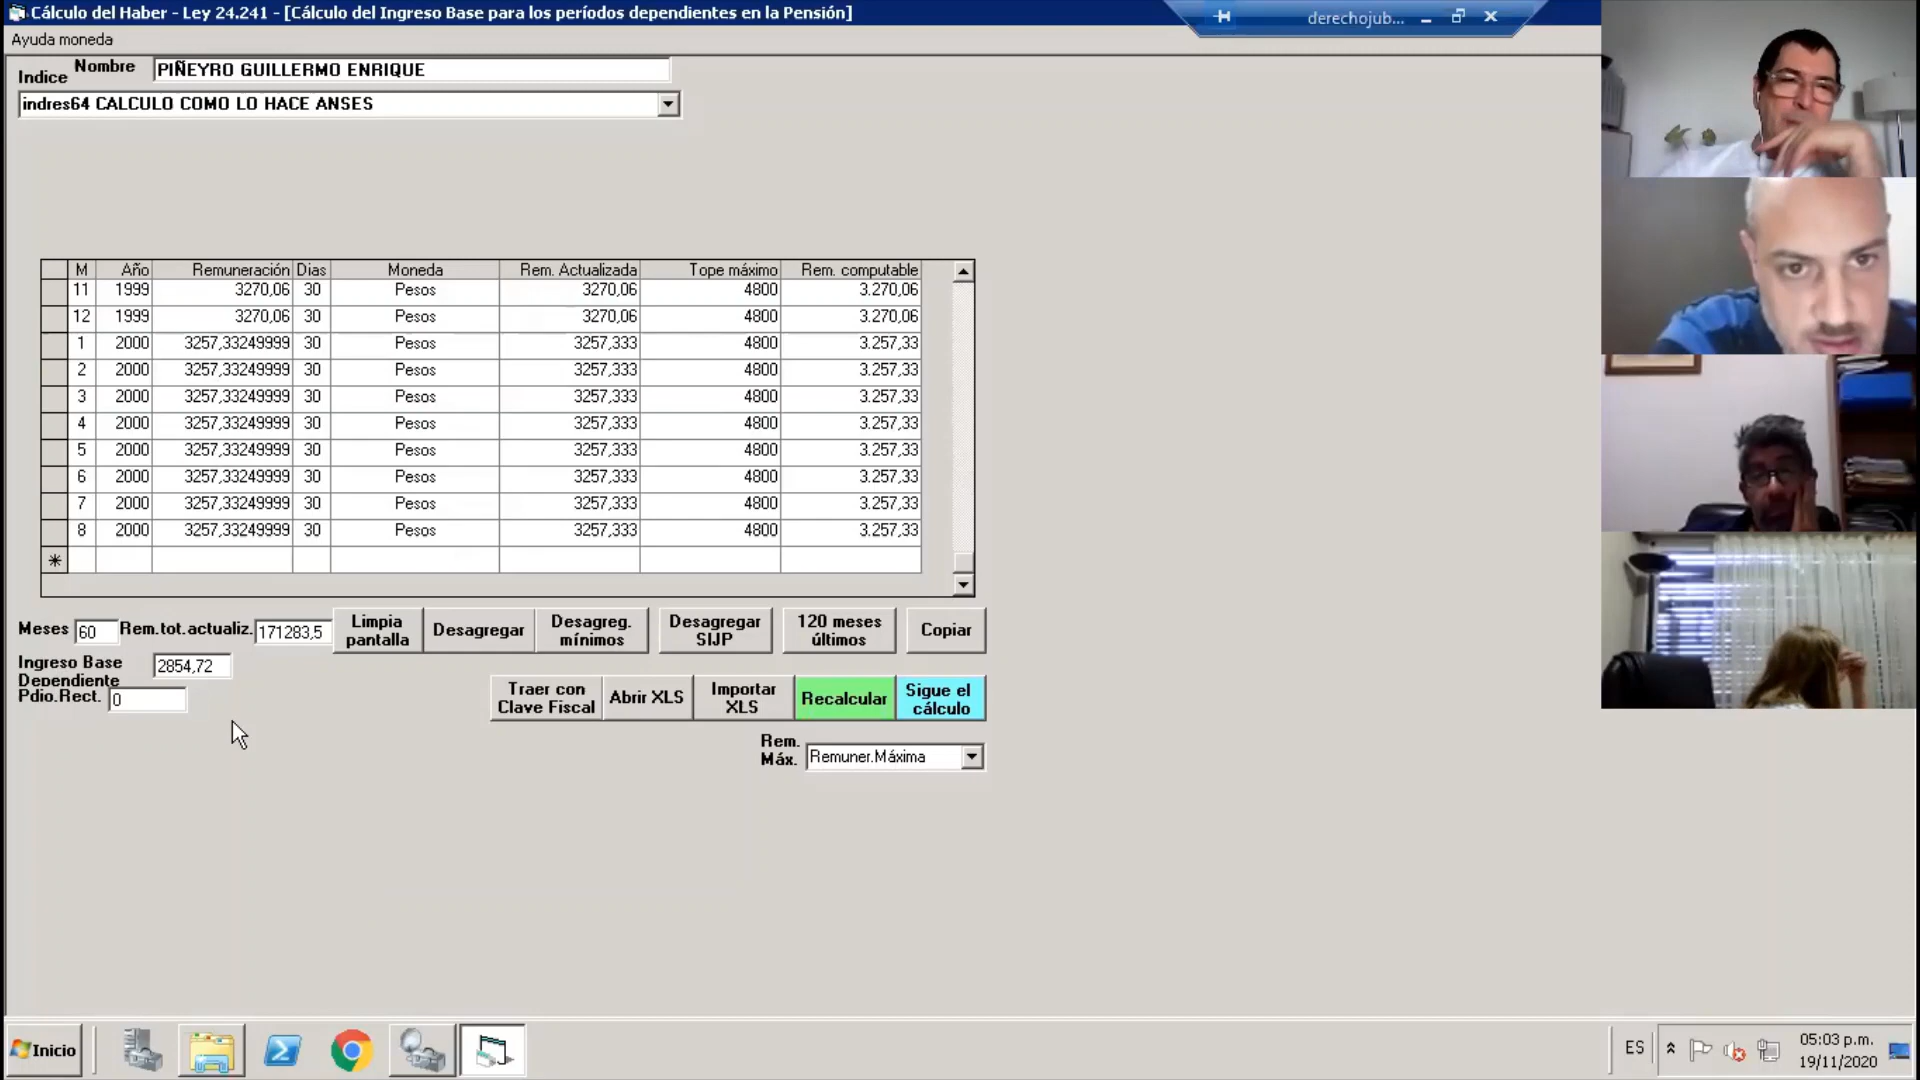 Cálculo del Haber - Ley 24.241 - [Cálculo del Ingreso Base para los períodos dependientes en la Pensión]
derechojub...
Ayuda moneda
Indice
Nombre
PIÑEYRO GUILLERMO ENRIQUE
indres64 CALCULO COMO LO HACE ANSES
M Año Remuneración Dias Moneda Rem. Actualizada Tope máximo Rem. computable
11 1999 3270,06 30 Pesos 3270,06 4800 3.270,06
12 1999 3270,06 30 Pesos 3270,06 4800 3.270,06
1 2000 3257,33249999 30 Pesos 3257,333 4800 3.257,33
2 2000 3257,33249999 30 Pesos 3257,333 4800 3.257,33
3 2000 3257,33249999 30 Pesos 3257,333 4800 3.257,33
4 2000 3257,33249999 30 Pesos 3257,333 4800 3.257,33
5 2000 3257,33249999 30 Pesos 3257,333 4800 3.257,33
6 2000 3257,33249999 30 Pesos 3257,333 4800 3.257,33
7 2000 3257,33249999 30 Pesos 3257,333 4800 3.257,33
8 2000 3257,33249999 30 Pesos 3257,333 4800 3.257,33
Meses 60 Rem.tot.actualiz. 171283,5
Limpia pantalla
Desagregar
Desagreg. mínimos
Desagregar SIJP
120 meses últimos
Copiar
Ingreso Base
Dependiente
2854,72
Pdio.Rect. 0
Traer con Clave Fiscal
Abrir XLS
Importar XLS
Recalcular
Sigue el cálculo
Rem. Máx.
Remuner.Máxima
Inicio
ES
05:03 p.m.
19/11/2020